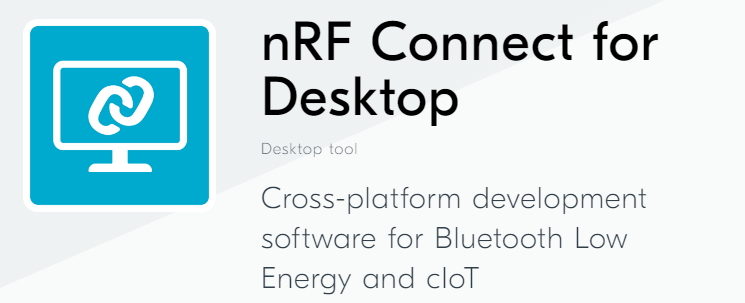 nRF Connect for
Desktop
Desktop tool
Cross-platform development
software for Bluetooth Low
Energy and cIoT